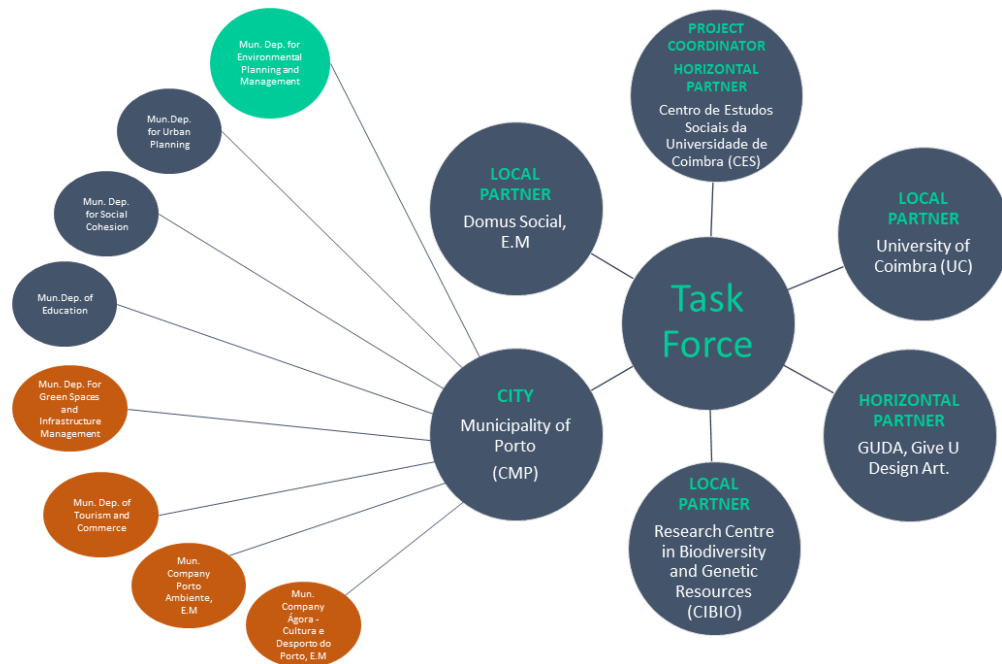 Mun. Dep. for
Environmental
Planning and
Management
Mun.Dep.
for Urban
Planning
Mun. Dep.
for Social
Cohesion
Mun.Dep. of
Education
Mun. Dep. For
Green Spaces
and
Infrastructure
Management
Mun. Dep. of
Tourism and
Commerce
Mun.
Company
Porto
Ambiente,
E.M
Mun.
Company
Ágora -
Cultura e
Desporto do
Porto, E.M
CITY
Municipality of
Porto
(CMP)
LOCAL
PARTNER
Domus Social,
E.M
Task
Force
PROJECT
COORDINATOR
HORIZONTAL
PARTNER
Centro de Estudos
Sociais da
Universidade de
Coimbra (CES)
LOCAL
PARTNER
University of
Coimbra (UC)
HORIZONTAL
PARTNER
GUDA, Give U
Design Art.
LOCAL
PARTNER
Research Centre
in Biodiversity
and Genetic
Resources
(CIBIO)